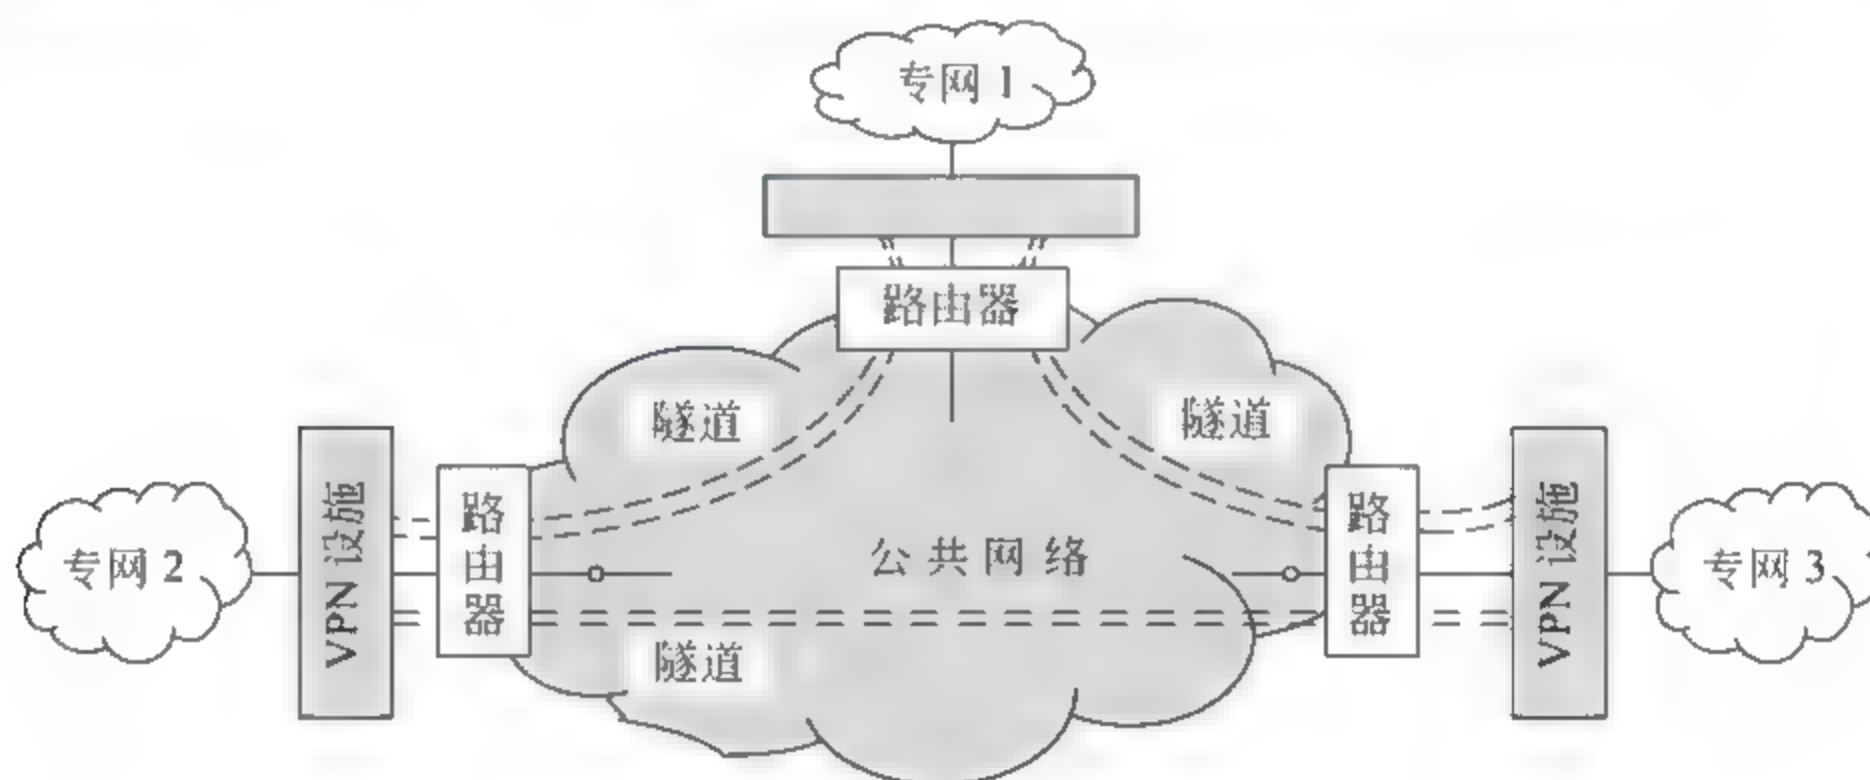 专网 1
路由器
隧道
隧道
专网 2
VPN 设施
路由器
公共网络
路由器
VPN 设施
专网 3
隧道